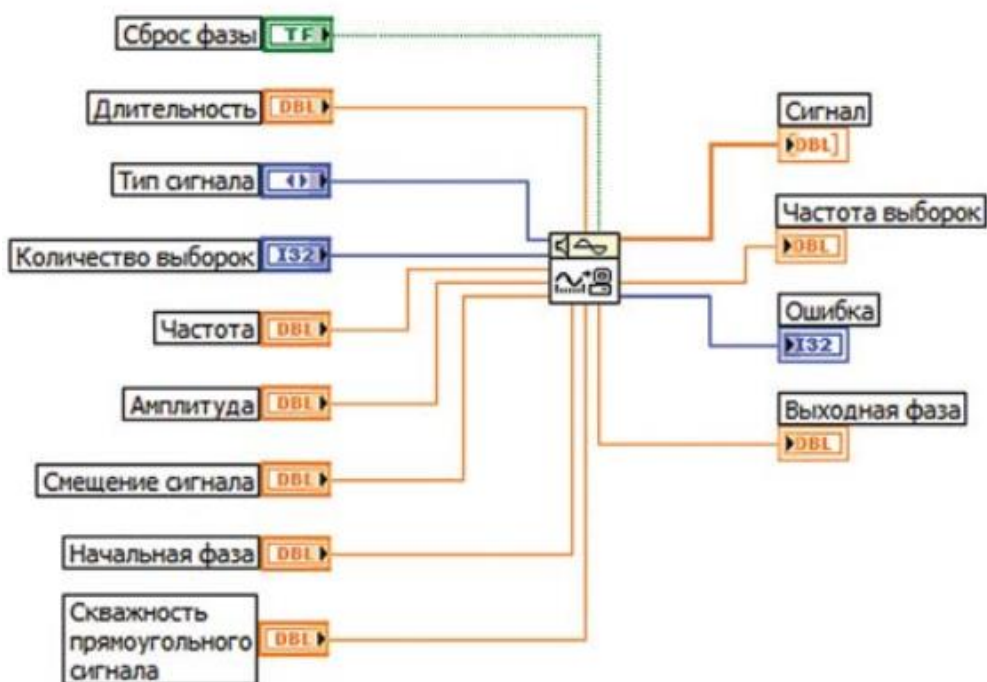 Сброс фазы
TF
Длительность
DBL
Тип сигнала
Количество выборок
I32
Частота
DBL
Амплитуда
DBL
Смещение сигнала
DBL
Начальная фаза
DBL
Скважность
прямоугольного
сигнала
DBL
Сигнал
[DBL]
Частота выборок
DBL
Ошибка
I32
Выходная фаза
DBL